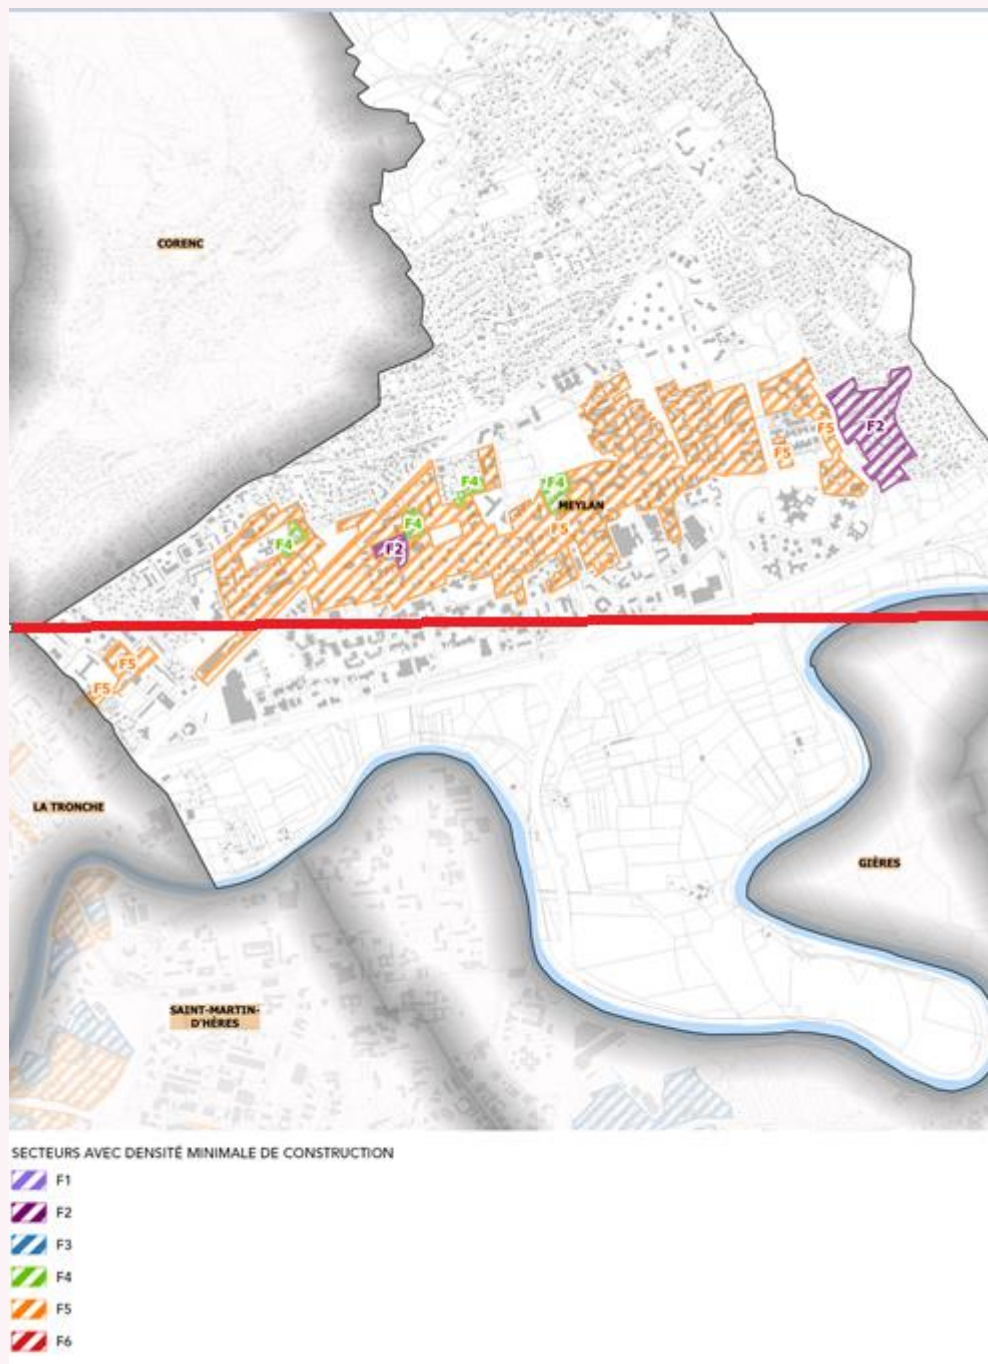 CORENC
F2
F5
F5
F4
F4
MEYLAN
F5
F4
F2
F4
F5
F5
LA TRONCHE
GIÈRES
SAINT-MARTIN-
D'HÈRES
SECTEURS AVEC DENSITÉ MINIMALE DE CONSTRUCTION
F1
F2
F3
F4
F5
F6